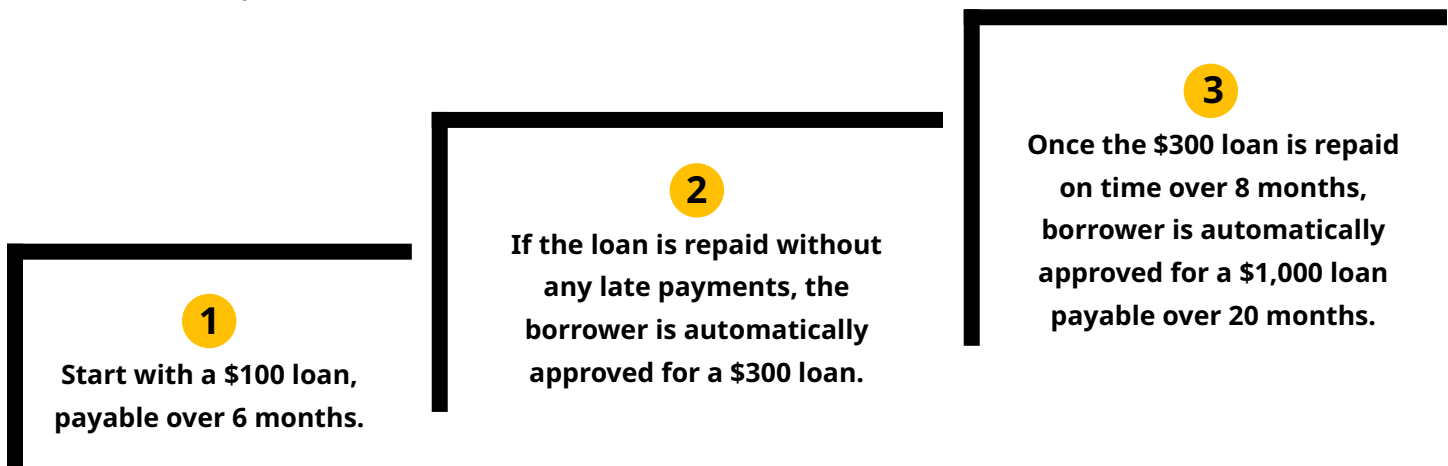 1
Start with a $100 loan,
payable over 6 months.
2
If the loan is repaid without
any late payments, the
borrower is automatically
approved for a $300 loan.
3
Once the $300 loan is repaid
on time over 8 months,
borrower is automatically
approved for a $1,000 loan
payable over 20 months.